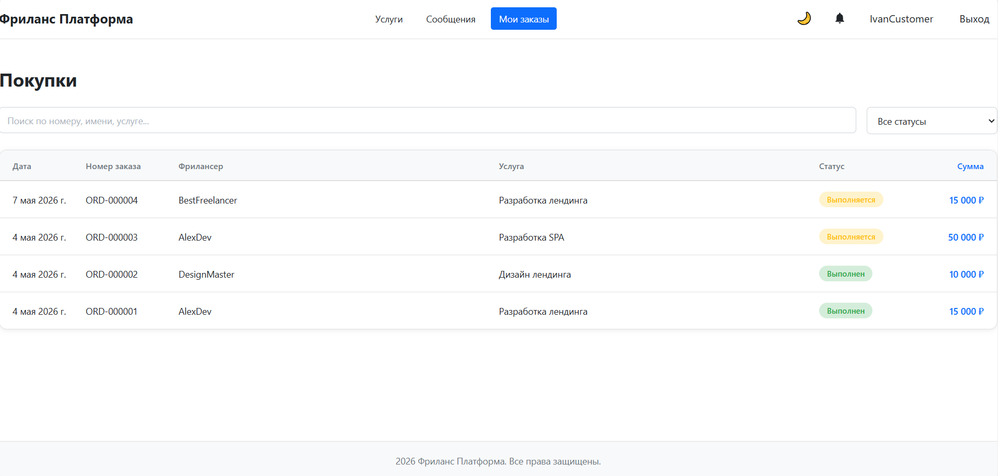 Фриланс Платформа Услуги Сообщения Мои заказы IvanCustomer Выход
Покупки
Поиск по номеру, имени, услуге... Все статусы
Дата Номер заказа Фрилансер Услуга Статус Сумма
7 мая 2026 г. ORD-000004 BestFreelancer Разработка лендинга Выполняется 15 000 ₽
4 мая 2026 г. ORD-000003 AlexDev Разработка SPA Выполняется 50 000 ₽
4 мая 2026 г. ORD-000002 DesignMaster Дизайн лендинга Выполнен 10 000 ₽
4 мая 2026 г. ORD-000001 AlexDev Разработка лендинга Выполнен 15 000 ₽
2026 Фриланс Платформа. Все права защищены.